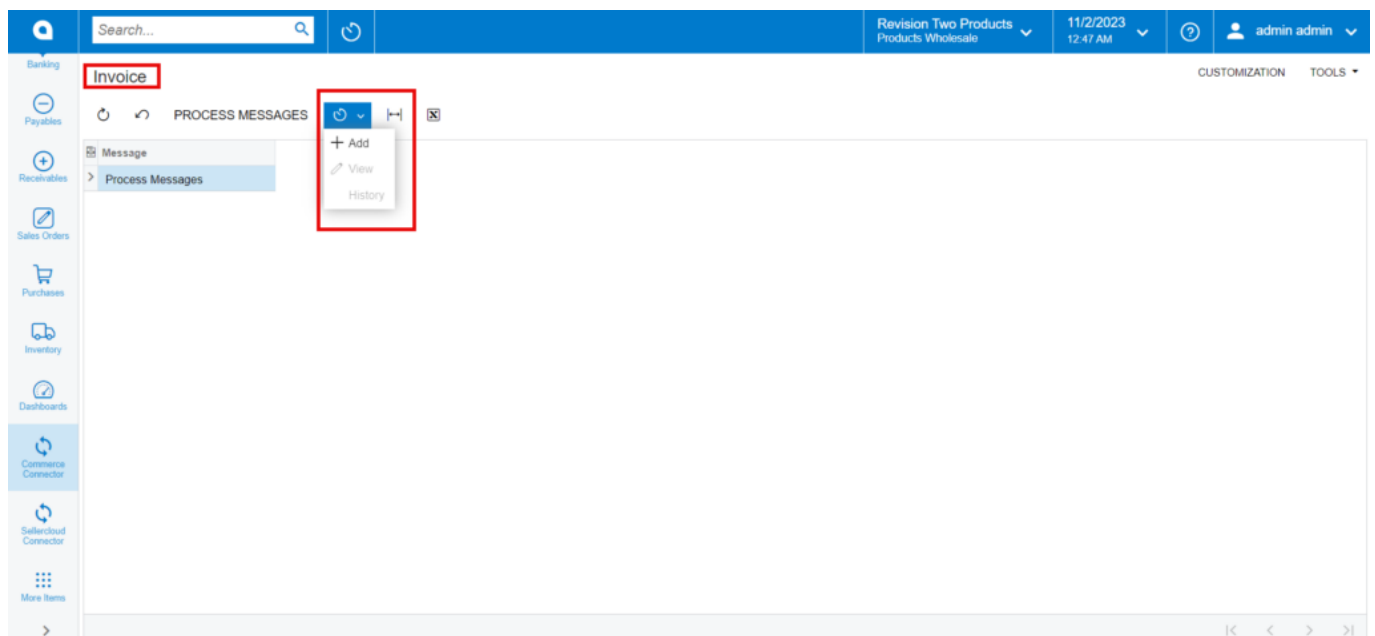 Search...
Revision Two Products
Products Wholesale
11/2/2023
12:47 AM
admin admin
Banking
Payables
Receivables
Sales Orders
Purchases
Inventory
Dashboards
Commerce
Connector
Sellercloud
Connector
More Items
Invoice
CUSTOMIZATION TOOLS
PROCESS MESSAGES
Add
View
History
Message
Process Messages